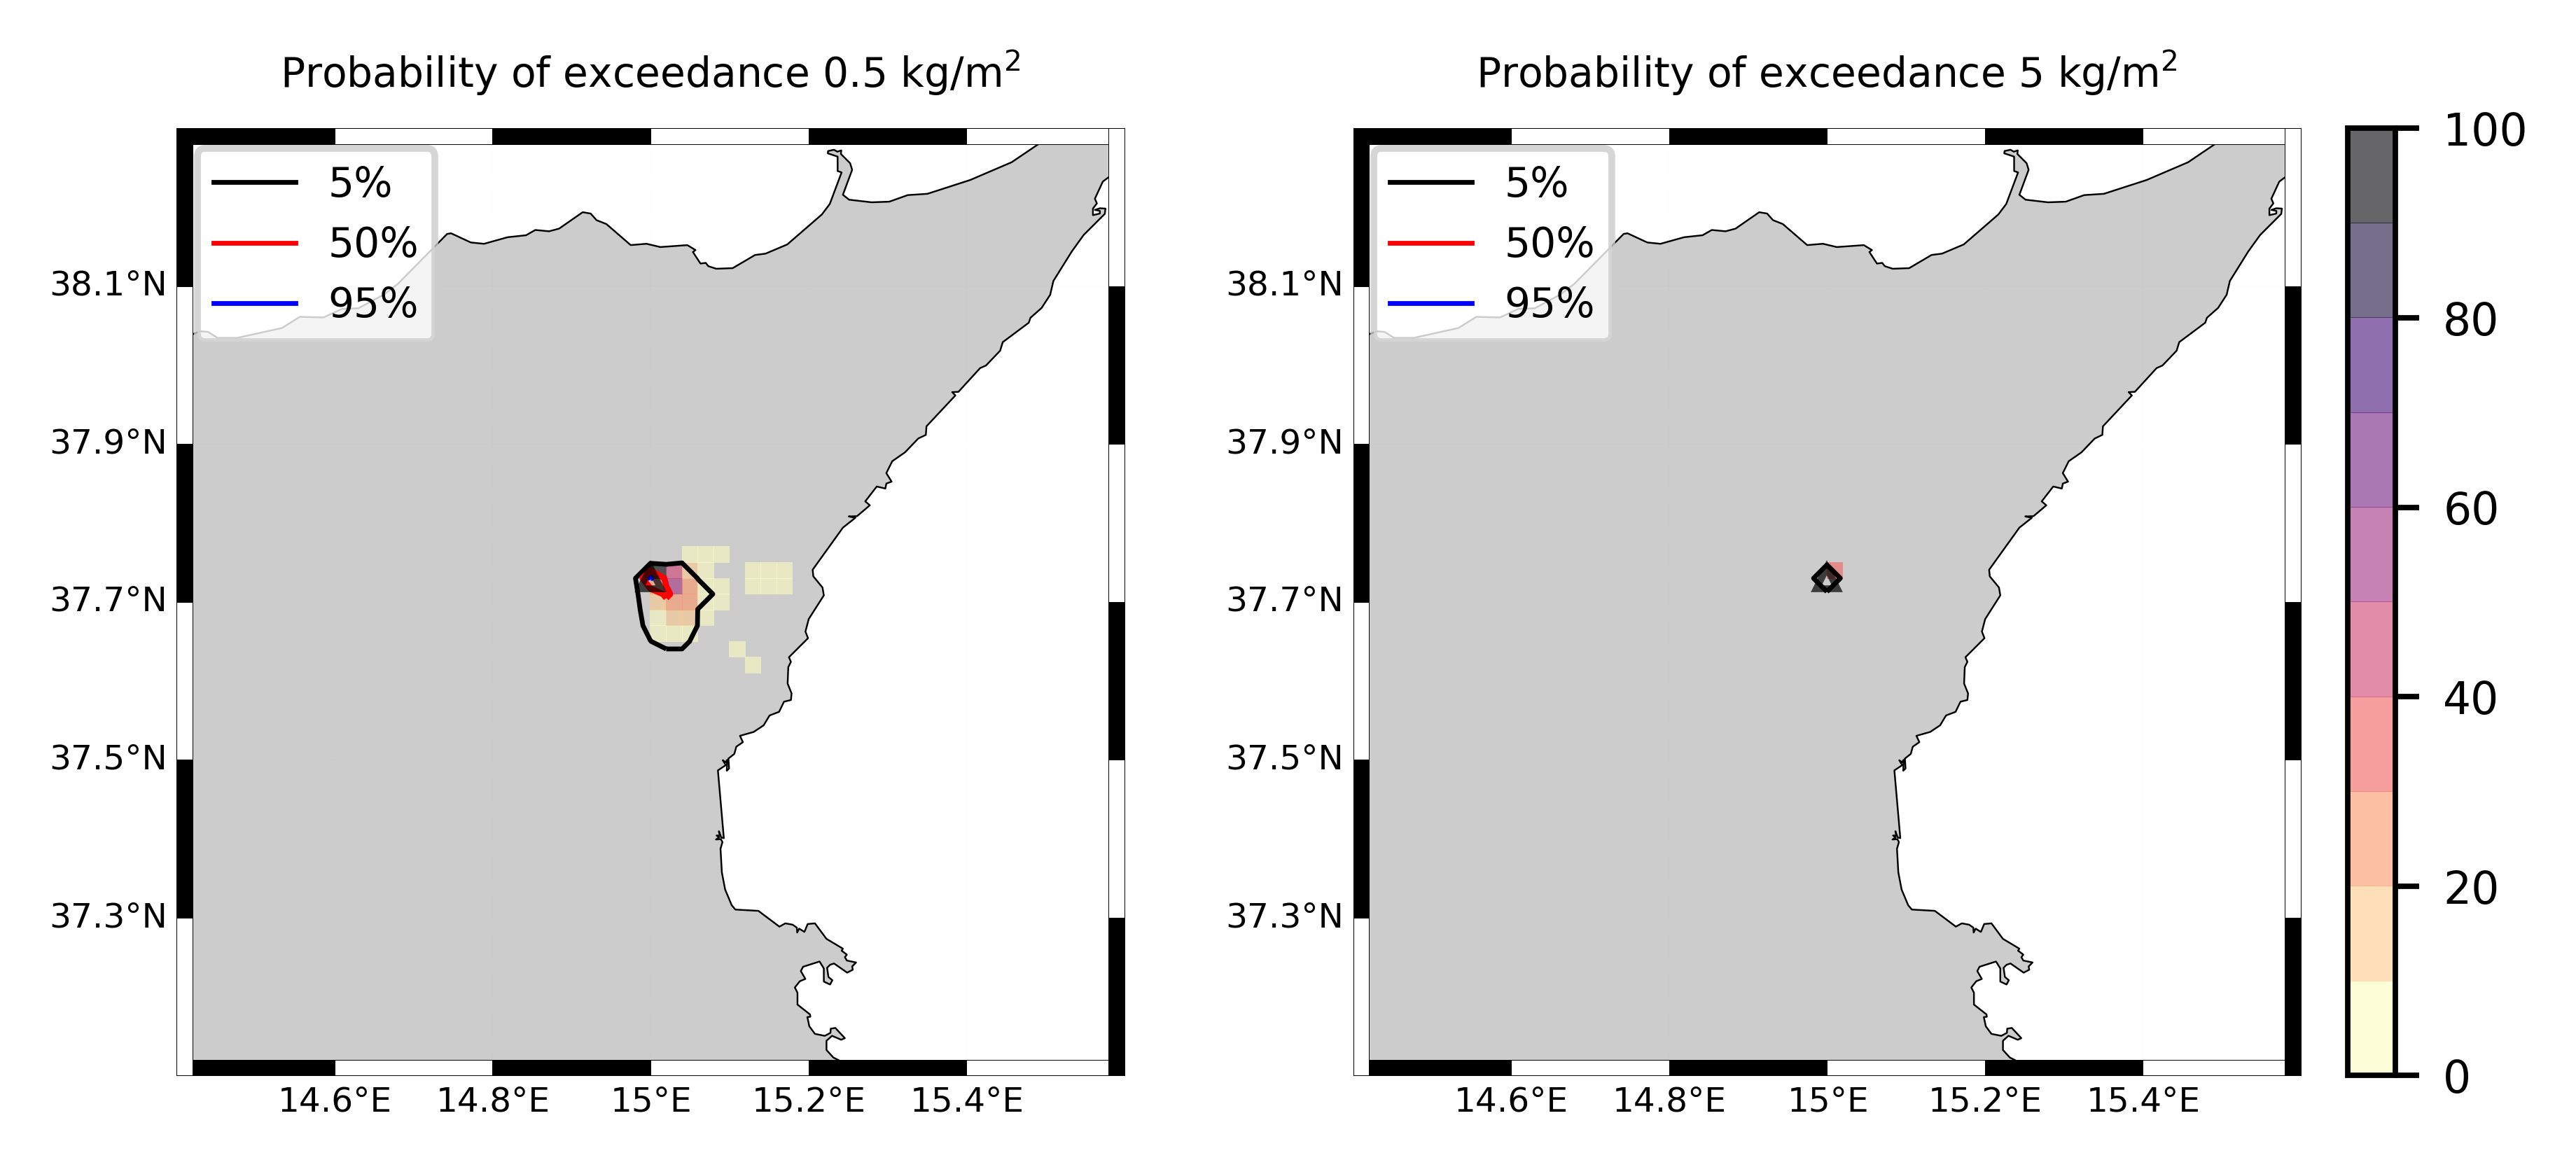 Probability of exceedance 0.5 kg/m²
5%
50%
95%
38.1°N
37.9°N
37.7°N
37.5°N
37.3°N
14.6°E 14.8°E 15°E 15.2°E 15.4°E
Probability of exceedance 5 kg/m²
5%
50%
95%
38.1°N
37.9°N
37.7°N
37.5°N
37.3°N
14.6°E 14.8°E 15°E 15.2°E 15.4°E
100
80
60
40
20
0